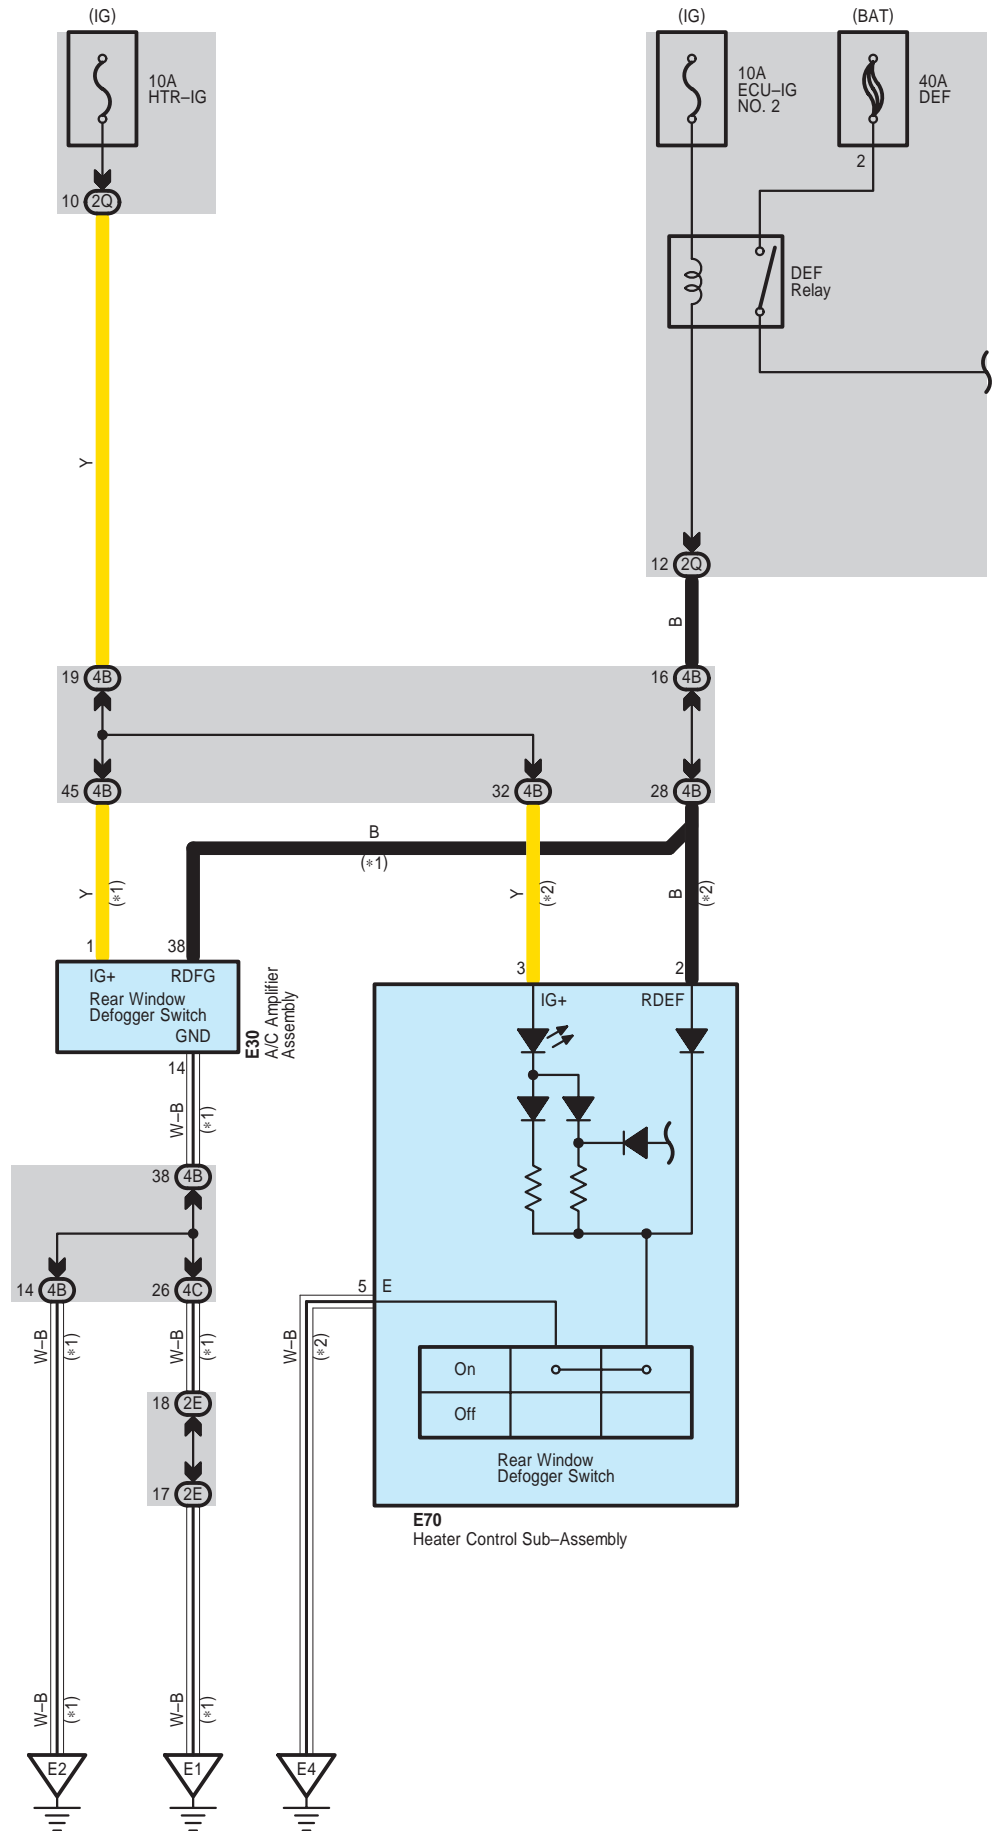 (IG)
(IG)
(BAT)
10A
HTR–IG
10A
ECU–IG
NO. 2
40A
DEF
2
10 2Q
DEF
Relay
Y
12 2Q
B
19 4B
16 4B
45 4B
32 4B
28 4B
B
(*1)
Y
(*1)
Y
(*2)
B
(*2)
1
38
3
2
IG+
RDFG
Rear Window
Defogger Switch
GND
E30
A/C Amplifier
Assembly
IG+
RDEF
14
W–B
(*1)
38 4B
14 4B
26 4C
5
E
W–B
(*1)
W–B
(*1)
W–B
(*2)
On
Off
18 2E
Rear Window
Defogger Switch
17 2E
E70
Heater Control Sub–Assembly
W–B
(*1)
W–B
(*1)
E2
E1
E4